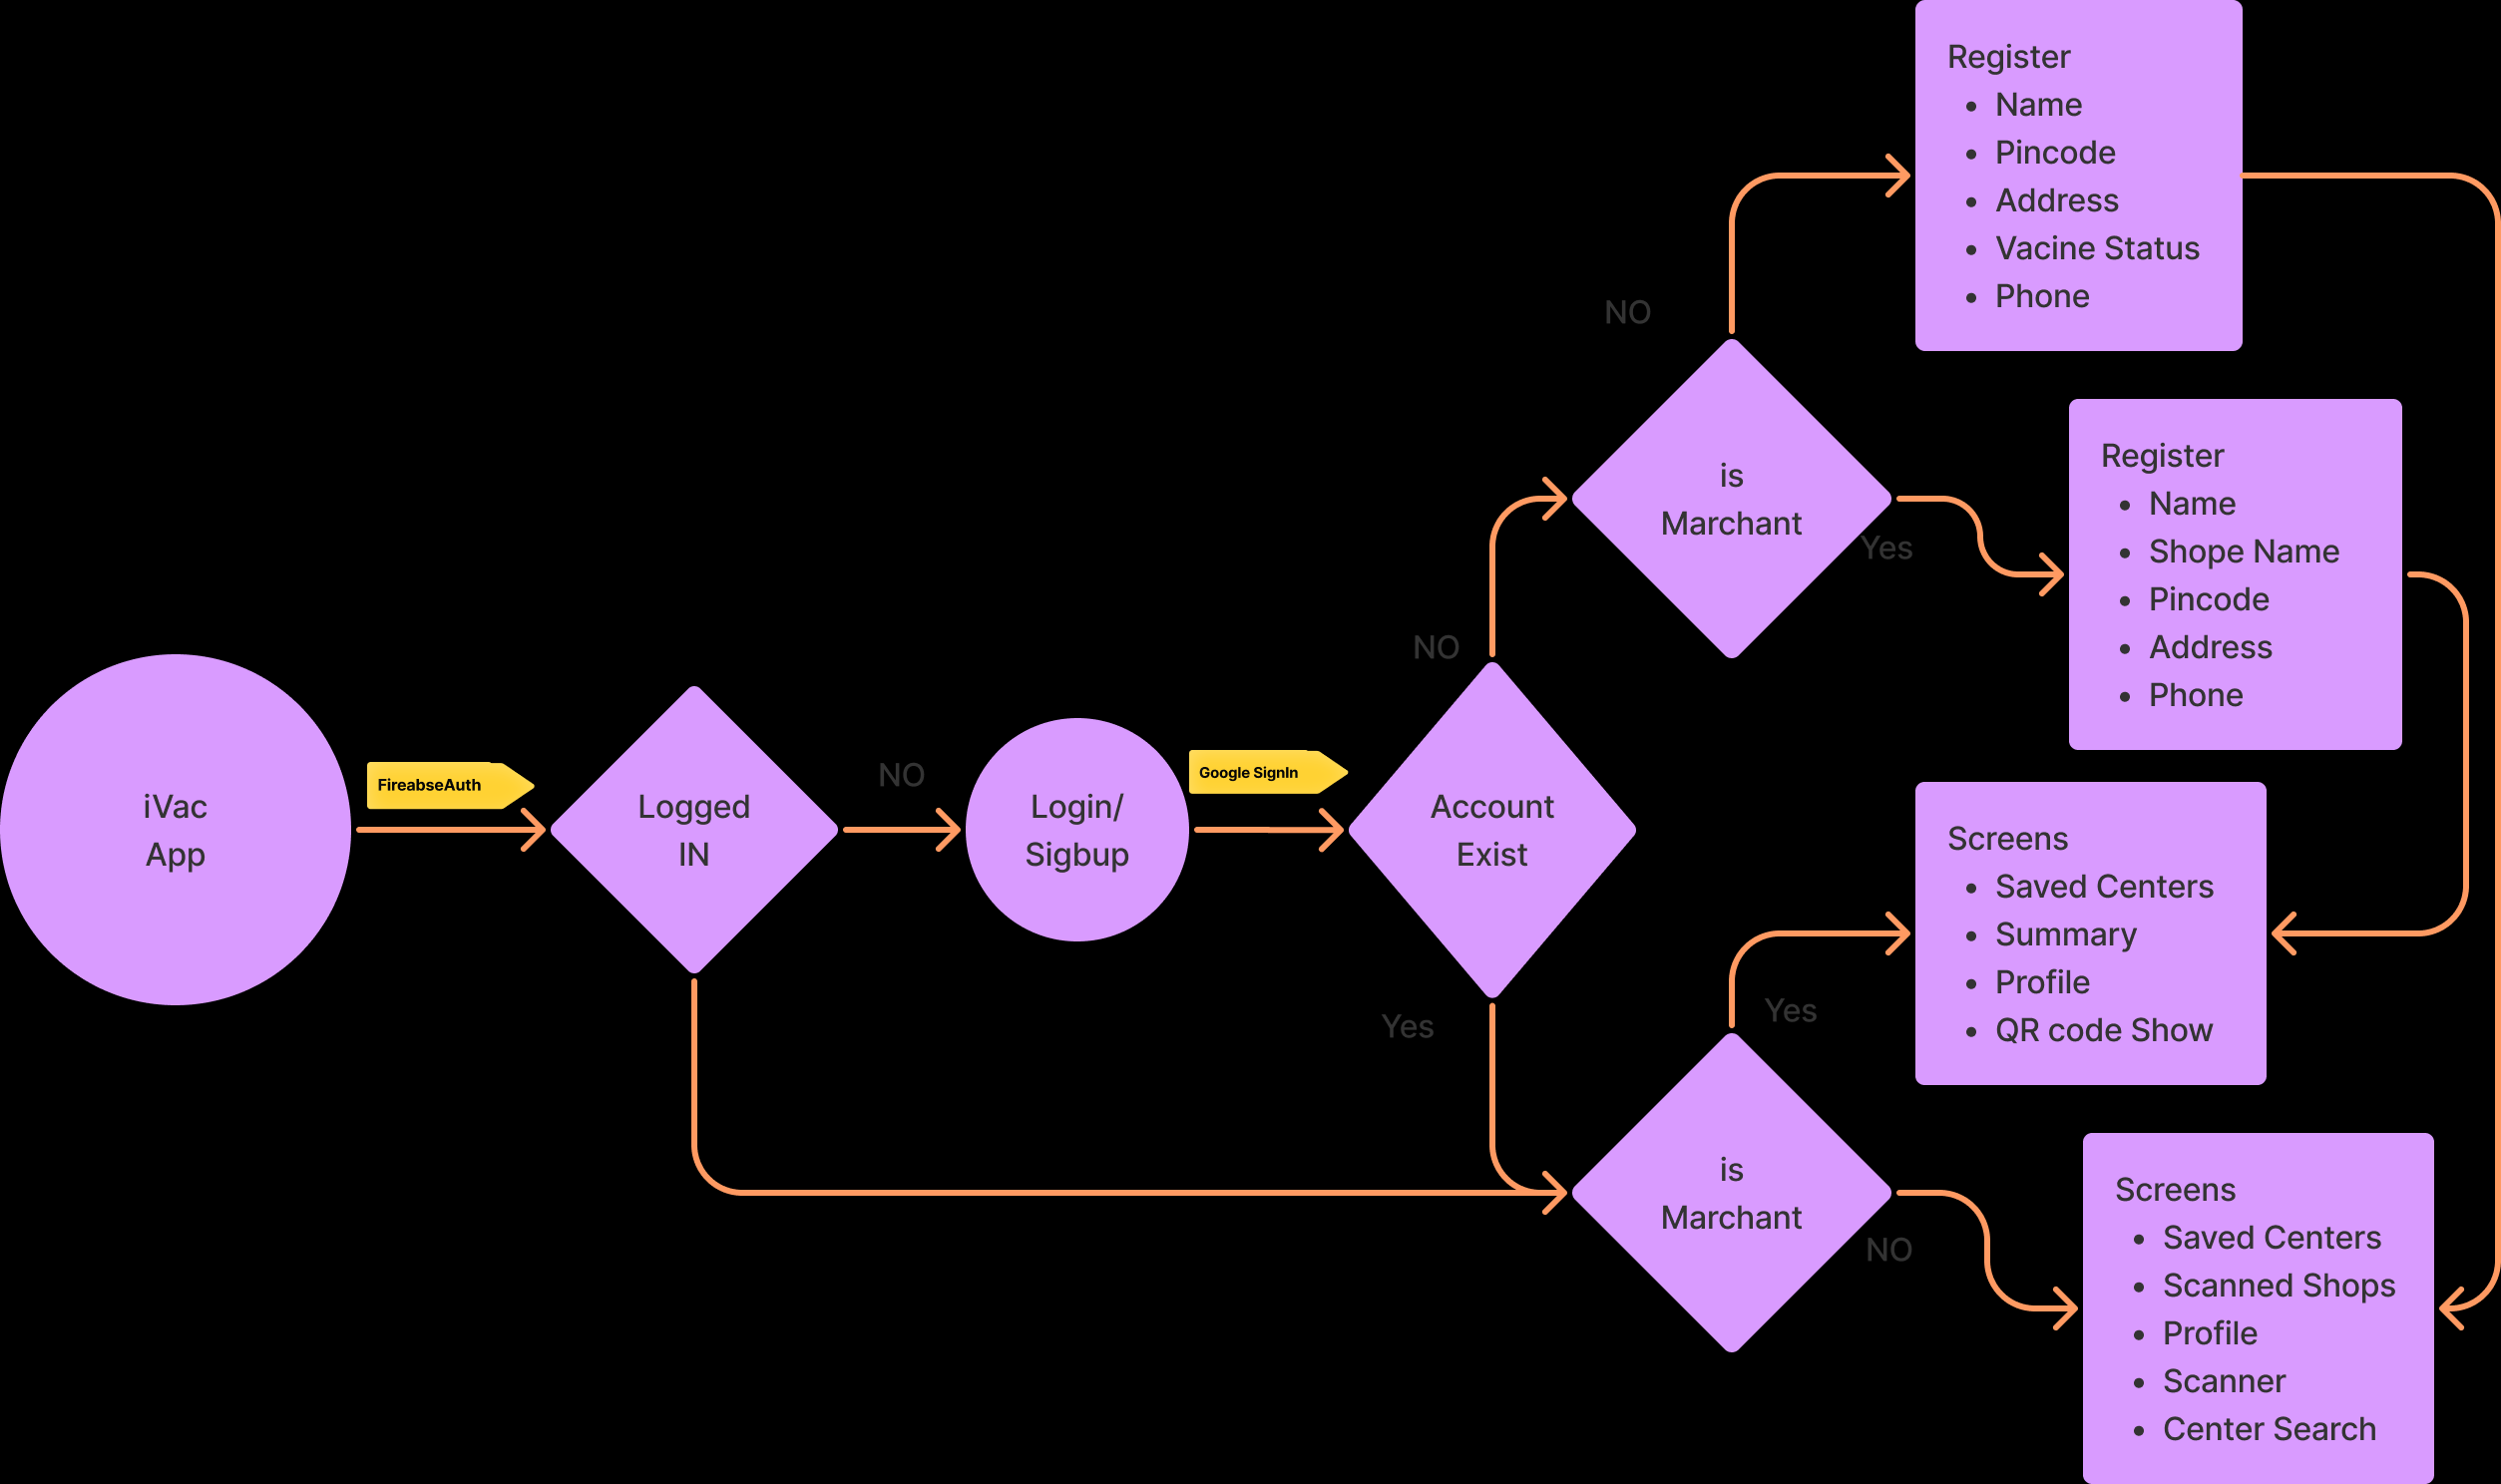 iVac
App
FireabseAuth
Logged
IN
NO
Login/
Sigbup
Google SignIn
Account
Exist
NO
Yes
is
Marchant
NO
Yes
Register
• Name
• Pincode
• Address
• Vacine Status
• Phone
Register
• Name
• Shope Name
• Pincode
• Address
• Phone
is
Marchant
Yes
NO
Screens
• Saved Centers
• Summary
• Profile
• QR code Show
Screens
• Saved Centers
• Scanned Shops
• Profile
• Scanner
• Center Search